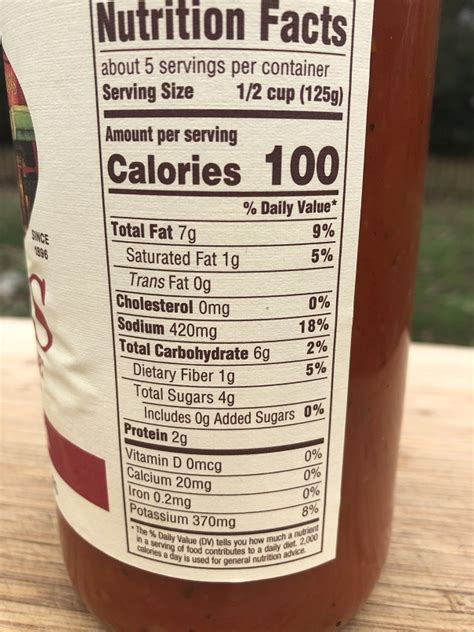 Nutrition Facts
about 5 servings per container
Serving Size 1/2 cup (125g)
Amount per serving
Calories 100
% Daily Value*
Total Fat 7g 9%
Saturated Fat 1g 5%
Trans Fat 0g
Cholesterol 0mg 0%
Sodium 420mg 18%
Total Carbohydrate 6g 2%
Dietary Fiber 1g 5%
Total Sugars 4g
Includes 0g Added Sugars 0%
Protein 2g
Vitamin D 0mcg 0%
Calcium 20mg 0%
Iron 0.2mg 0%
Potassium 370mg 8%
* The % Daily Value (DV) tells you how much a nutrient
in a serving of food contributes to a daily diet. 2,000
calories a day is used for general nutrition advice.
SINCE
1896
S